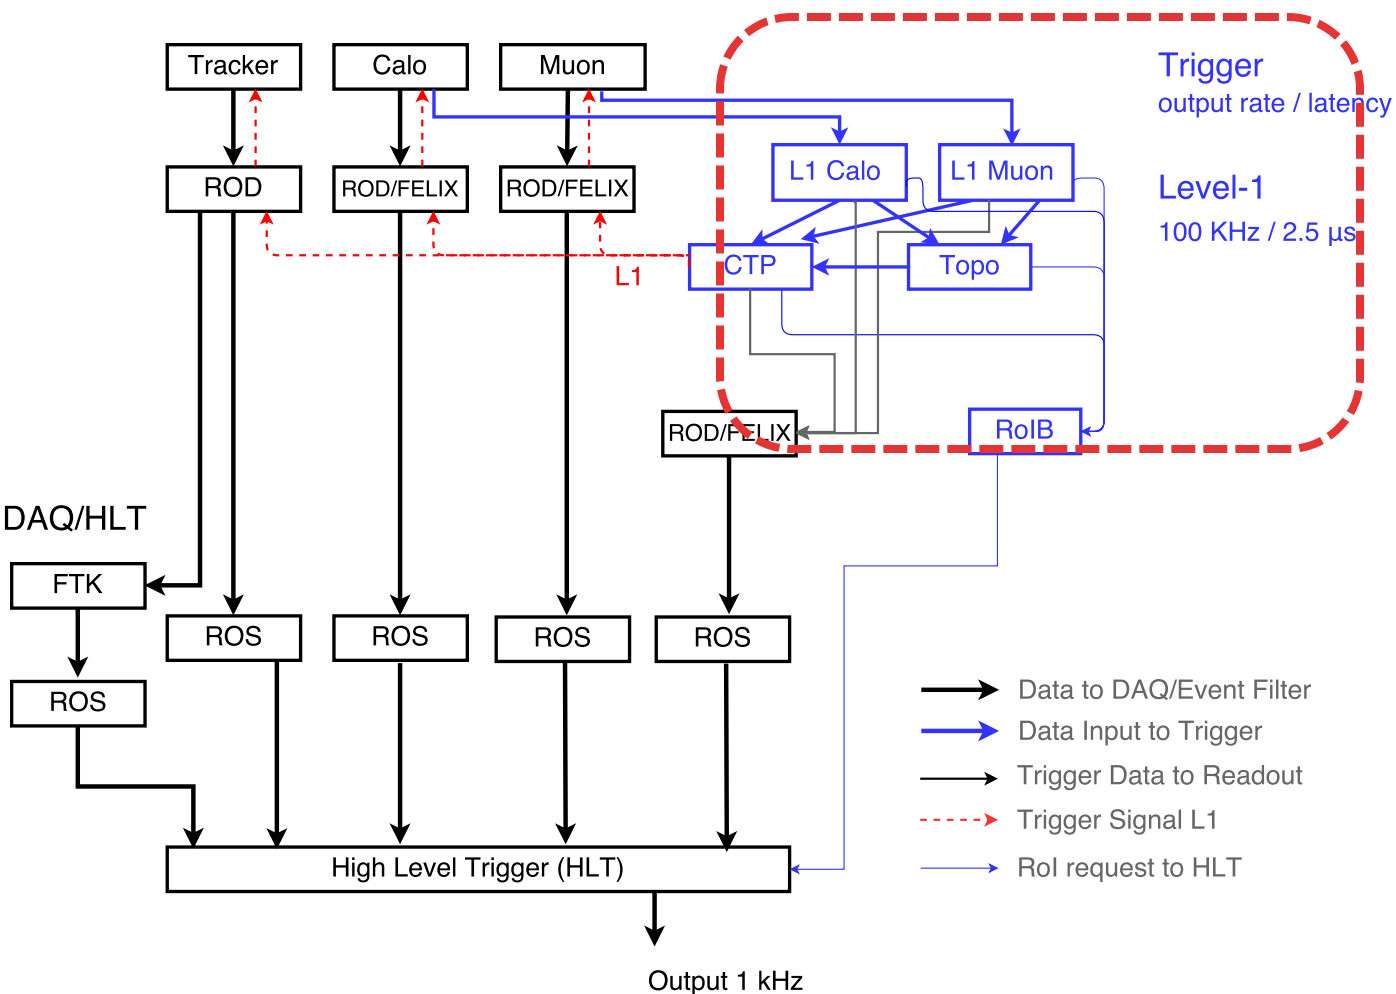 Tracker
Calo
Muon
Trigger
output rate / latency
ROD
ROD/FELIX
ROD/FELIX
L1 Calo
L1 Muon
Level-1
100 KHz / 2.5 µs
L1
CTP
Topo
ROD/FELIX
RoIB
DAQ/HLT
FTK
ROS
ROS
ROS
ROS
ROS
Data to DAQ/Event Filter
Data Input to Trigger
Trigger Data to Readout
Trigger Signal L1
RoI request to HLT
High Level Trigger (HLT)
Output 1 kHz